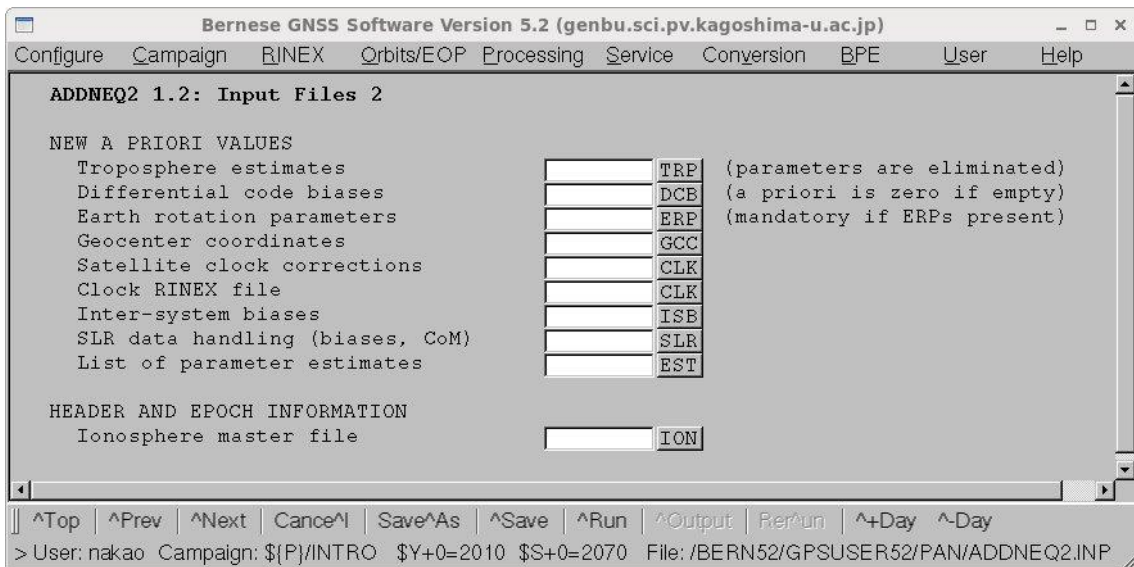 Bernese GNSS Software Version 5.2 (genbu.sci.pv.kagoshima-u.ac.jp)
Configure Campaign RINEX Orbits/EOP Processing Service Conversion BPE User Help
ADDNEQ2 1.2: Input Files 2
NEW A PRIORI VALUES
Troposphere estimates TRP (parameters are eliminated)
Differential code biases DCB (a priori is zero if empty)
Earth rotation parameters ERP (mandatory if ERPs present)
Geocenter coordinates GCC
Satellite clock corrections CLK
Clock RINEX file CLK
Inter-system biases ISB
SLR data handling (biases, CoM) SLR
List of parameter estimates EST
HEADER AND EPOCH INFORMATION
Ionosphere master file ION
^Top | ^Prev | ^Next | Cance^l | Save^As | ^Save | ^Run | ^Output | Rer^un | ^+Day ^-Day
> User: nakao Campaign: ${P}/INTRO $Y+0=2010 $S+0=2070 File: /BERN52/GPSUSER52/PAN/ADDNEQ2.INP